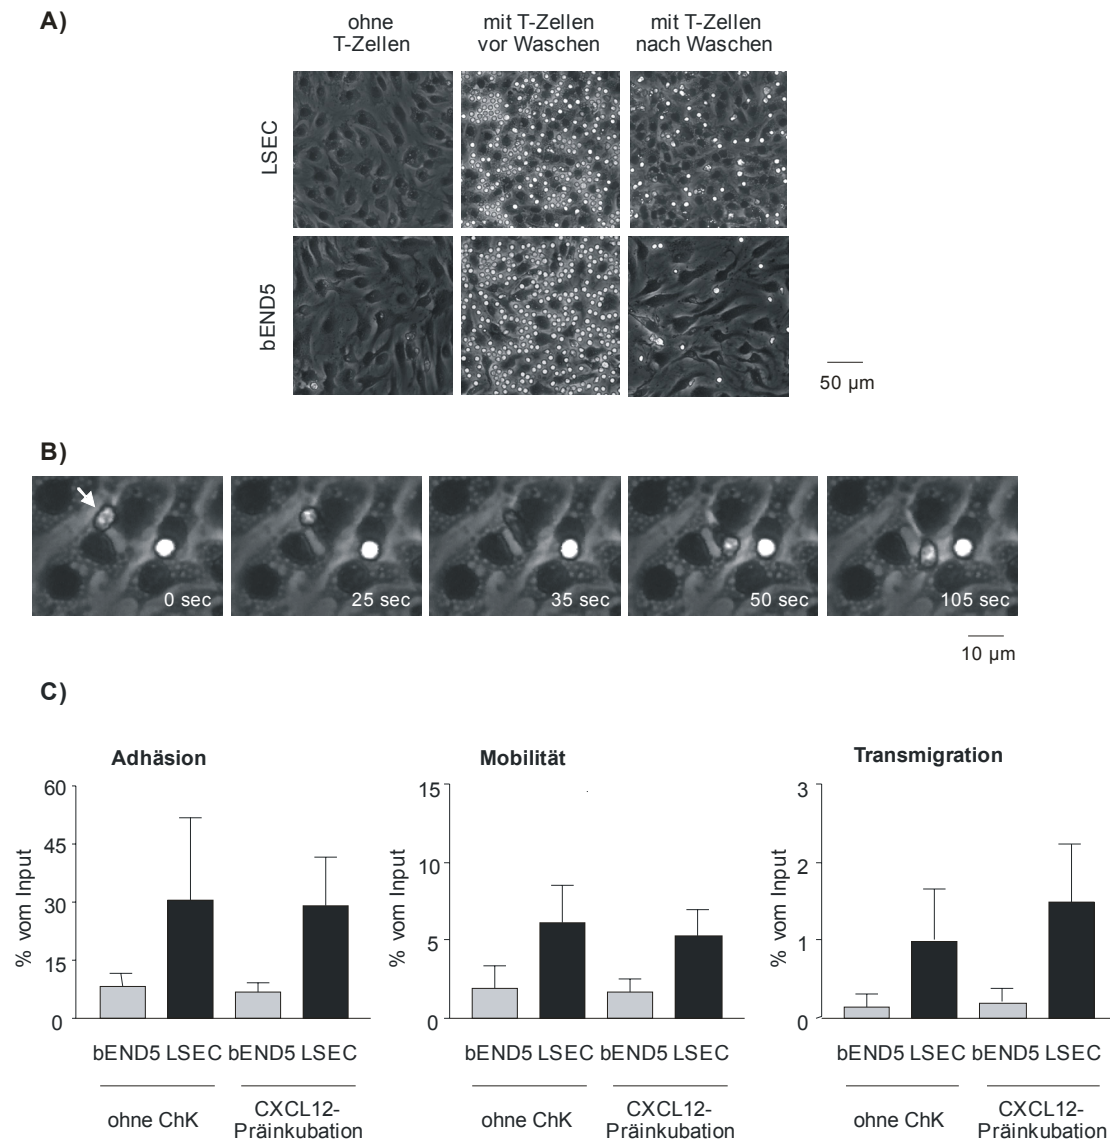 A)
ohne
T-Zellen
mit T-Zellen
vor Waschen
mit T-Zellen
nach Waschen
LSEC
bEND5
50 µm
B)
0 sec
25 sec
35 sec
50 sec
105 sec
10 µm
C)
Adhäsion
% vom Input
60
45
30
15
0
bEND5 LSEC bEND5 LSEC
ohne ChK
CXCL12-
Präinkubation
Mobilität
% vom Input
15
10
5
0
bEND5 LSEC bEND5 LSEC
ohne ChK
CXCL12-
Präinkubation
Transmigration
% vom Input
3
2
1
0
bEND5 LSEC bEND5 LSEC
ohne ChK
CXCL12-
Präinkubation